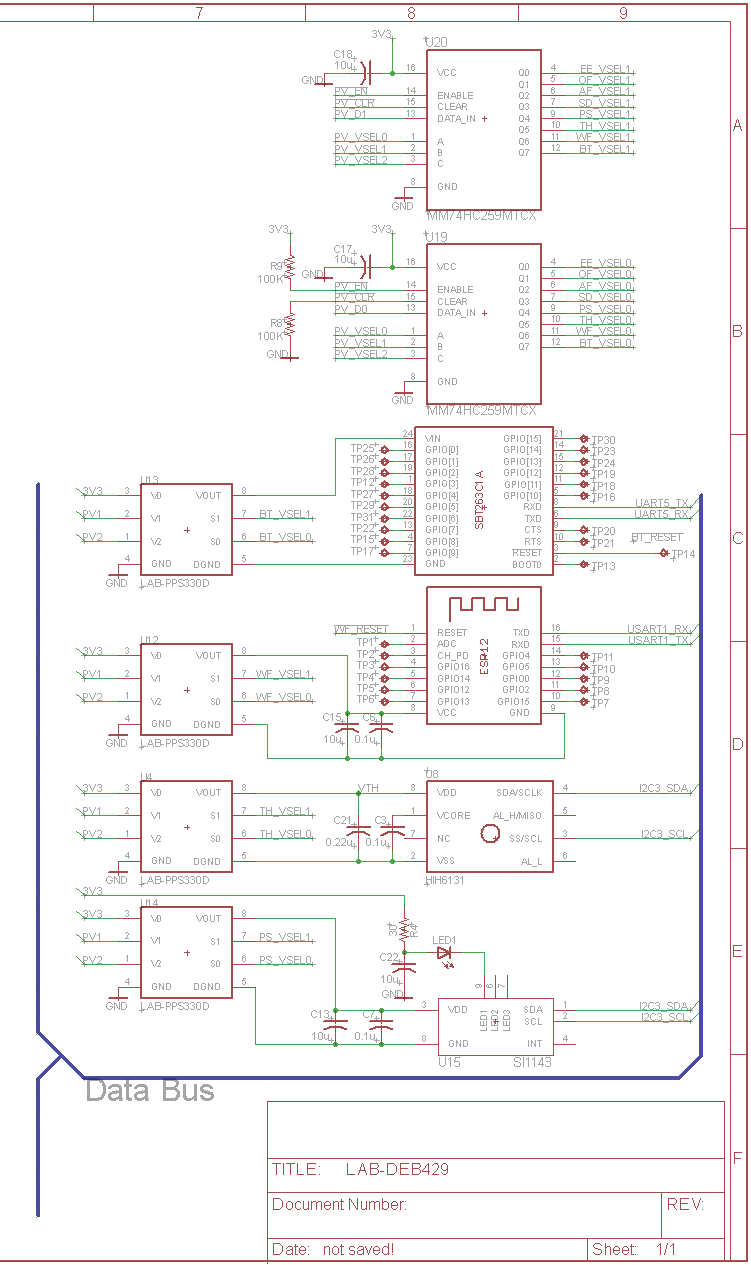 7 8 9
3V3 U20
C18
10u 16 VCC Q0 4 EE_VSEL1
GND Q1 5 OF_VSEL1
PV_EN 14 ENABLE Q2 6 AF_VSEL1
PV_CLR 15 CLEAR Q3 7 SD_VSEL1
PV_D1 13 DATA_IN Q4 9 PS_VSEL1
Q5 10 TH_VSEL1
PV_VSEL0 1 A Q6 11 WF_VSEL1
PV_VSEL1 2 B Q7 12 BT_VSEL1
PV_VSEL2 3 C
A
8 GND
GND
MM74HC259MTCX
3V3 3V3 U19
C17
10u 16 VCC Q0 4 EE_VSEL0
R9 GND Q1 5 OF_VSEL0
100K PV_EN 14 ENABLE Q2 6 AF_VSEL0
PV_CLR 15 CLEAR Q3 7 SD_VSEL0
PV_D0 13 DATA_IN Q4 9 PS_VSEL0
R8 Q5 10 TH_VSEL0
100K PV_VSEL0 1 A Q6 11 WF_VSEL0
PV_VSEL1 2 B Q7 12 BT_VSEL0
GND PV_VSEL2 3 C
B
8 GND
GND
MM74HC259MTCX
24 VIN GPIO[15] 21 TP30
TP25 16 GPIO[0] GPIO[14] 14 TP23
TP26 17 GPIO[1] GPIO[13] 15 TP24
TP28 19 GPIO[2] GPIO[12] 12 TP19
TP12 1 GPIO[3] GPIO[11] 11 TP18
TP27 18 GPIO[4] GPIO[10] 5 TP16
TP29 20 GPIO[5] RXD 8 UART5_TX
TP31 22 GPIO[6] TXD 6 UART5_RX
TP22 13 GPIO[7] CTS TP20
TP15 4 GPIO[8] RTS 10 TP21 BT_RESET
TP17 7 GPIO[9] RESET 3 TP14
23 GND BOOT0 2 TP13
SBT263C1A
U13
3V3 3 V0 VOUT 8
PV1 2 V1 S1 7 BT_VSEL1
PV2 1 V2 S0 6 BT_VSEL0
4 GND DGND 5
GND LAB-PPS330D
C
WF_RESET 1 RESET TXD 16 USART1_RX
TP1 2 ADC RXD 15 USART1_TX
TP2 3 CH_PD GPIO4 14 TP11
TP3 4 GPIO16 GPIO5 13 TP10
TP4 5 GPIO14 GPIO0 12 TP9
TP5 6 GPIO12 GPIO2 11 TP8
TP6 7 GPIO13 GPIO15 10 TP7
8 VCC GND 9
ESP12
U12
3V3 3 V0 VOUT 8
PV1 2 V1 S1 7 WF_VSEL1
PV2 1 V2 S0 6 WF_VSEL0
4 GND DGND 5
GND LAB-PPS330D
C15 C6
10u 0.1u
D
U4 U8
3V3 3 V0 VOUT 8 VTH 8 VDD SDA/SCLK 4 I2C3_SDA
PV1 2 V1 S1 7 TH_VSEL1 1 VCORE AL_H/MISO 5
C21 C3
PV2 1 V2 S0 6 TH_VSEL0 7 NC SS/SCL 3 I2C3_SCL
0.22u 0.1u
4 GND DGND 5 2 VSS AL_L 6
GND LAB-PPS330D HIH6131
3V3
U14
3V3 3 V0 VOUT 8
30 R4
PV1 2 V1 S1 7 PS_VSEL1 LED1
PV2 1 V2 S0 6 PS_VSEL0 C22
10u
4 GND DGND 5 GND 9 6 7
GND LAB-PPS330D
E
C13 C7 3 VDD LED1 LED2 LED3 SDA 1 I2C3_SDA
10u 0.1u SCL 2 I2C3_SCL
8 GND INT 4
U15 SI1143
Data Bus
F
TITLE: LAB-DEB429
Document Number: REV:
Date: not saved! Sheet: 1/1